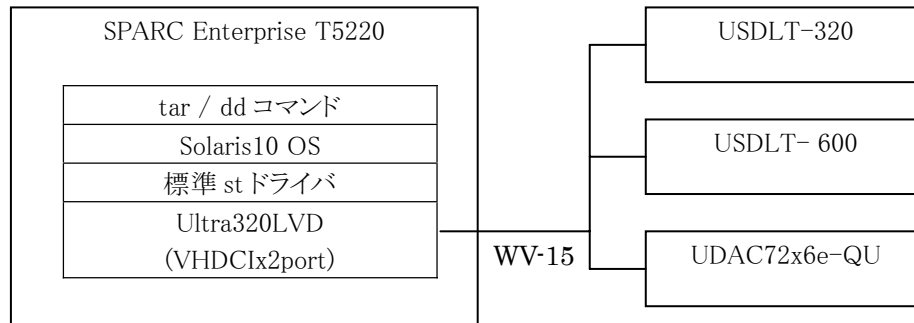 SPARC Enterprise T5220
tar / dd コマンド
Solaris10 OS
標準 st ドライバ
Ultra320LVD
(VHDCIx2port)
WV-15
USDLT-320
USDLT- 600
UDAC72x6e-QU